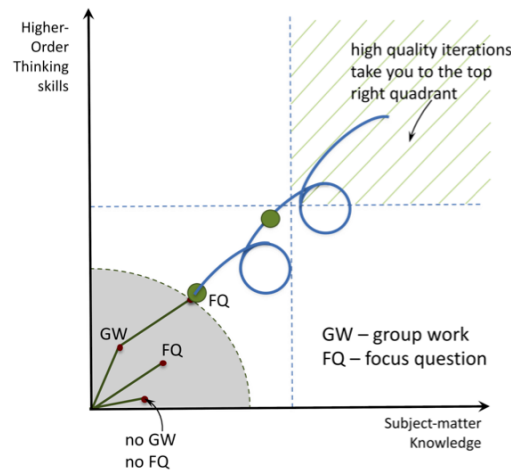 Higher-
Order
Thinking
skills
high quality iterations
take you to the top
right quadrant
FQ
GW
FQ
GW – group work
FQ – focus question
no GW
no FQ
Subject-matter
Knowledge